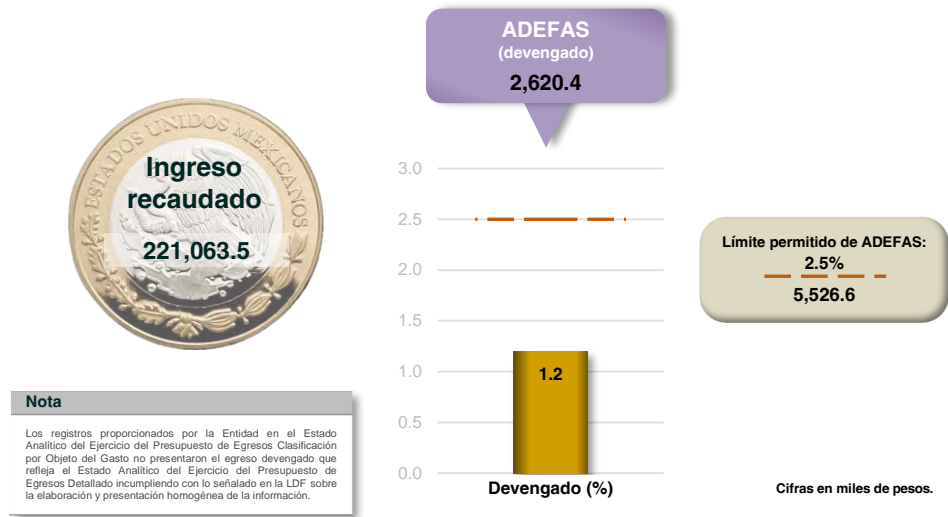 ADEFAS
(devengado)
2,620.4
ESTADOS UNIDOS MEXICANOS
Ingreso
recaudado
221,063.5
3.0
2.5
2.0
1.5
1.0
0.5
0.0
1.2
Devengado (%)
Límite permitido de ADEFAS:
2.5%
5,526.6
Nota
Los registros proporcionados por la Entidad en el Estado
Analítico del Ejercicio del Presupuesto de Egresos Clasificación
por Objeto del Gasto no presentaron el egreso devengado que
refleja el Estado Analítico del Ejercicio del Presupuesto de
Egresos Detallado incumpliendo con lo señalado en la LDF sobre
la elaboración y presentación homogénea de la información.
Cifras en miles de pesos.